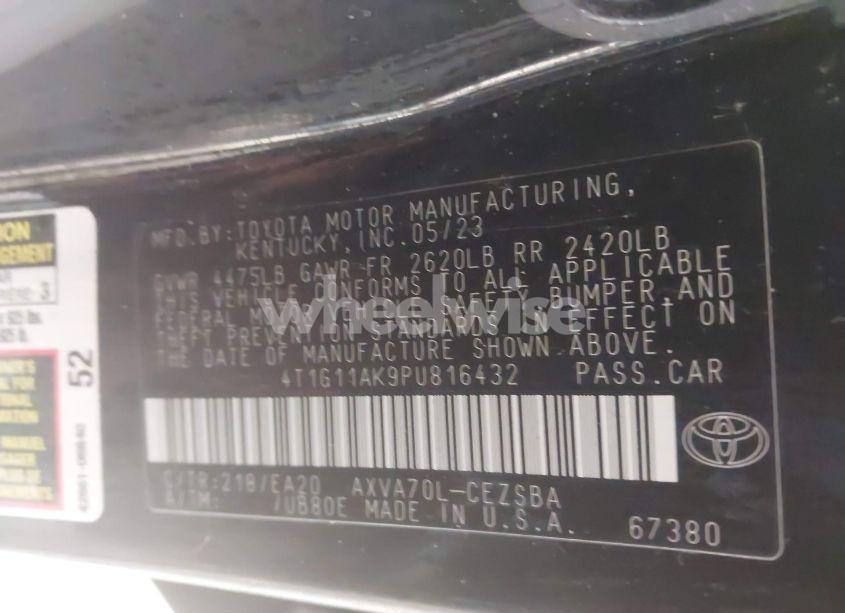 MFD.BY:TOYOTA MOTOR MANUFACTURING,
KENTUCKY, INC. 05/23
GVWR 4475LB GAWR FR 2620LB RR 2420LB
THIS VEHICLE CONFORMS TO ALL APPLICABLE
FEDERAL MOTOR VEHICLE SAFETY, BUMPER, AND
THEFT PREVENTION STANDARDS IN EFFECT ON
THE DATE OF MANUFACTURE SHOWN ABOVE.
4T1G11AK9PU816432 PASS.CAR
C/TR:218/EA20 AXVA70L-CEZSBA
A/TM: /UB80E MADE IN U.S.A.
67380
wheelwise
52